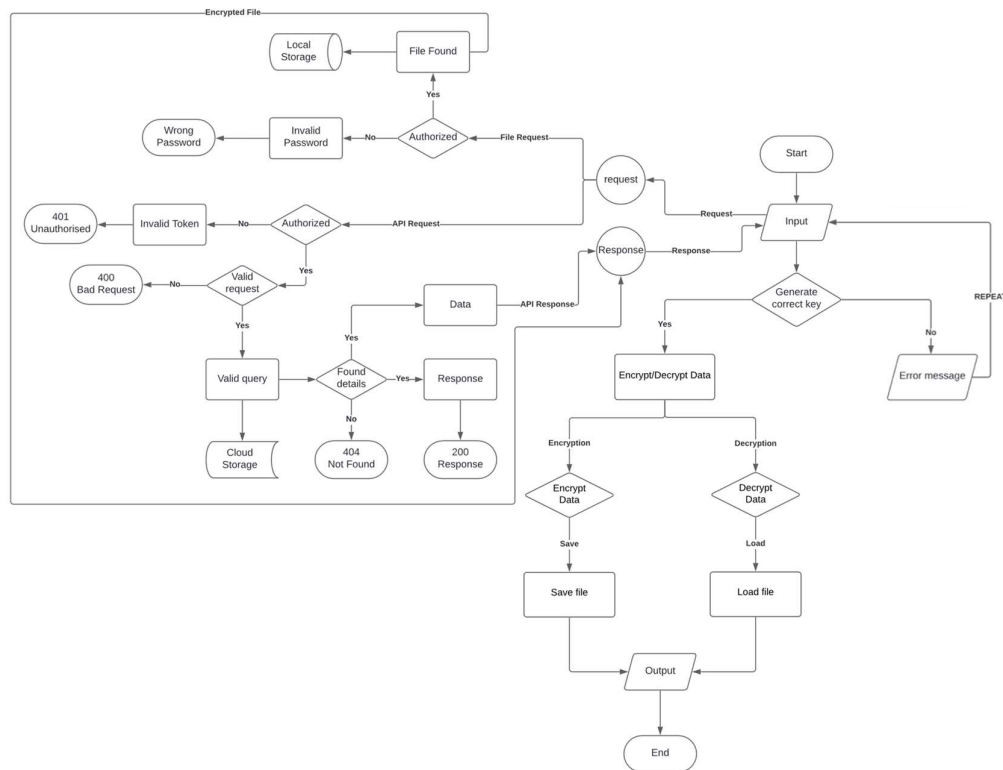 Encrypted File
Local
Storage
File Found
Yes
Wrong
Password
Invalid
Password
No
Authorized
File Request
Start
request
401
Unauthorised
Invalid Token
No
Authorized
API Request
Request
Input
Yes
Response
Response
400
Bad Request
No
Valid
request
Data
API Response
Generate
correct key
REPEAT
Yes
Yes
Yes
No
Valid query
Found
details
Yes
Response
Encrypt/Decrypt Data
Error message
No
Cloud
Storage
404
Not Found
200
Response
Encryption
Decryption
Encrypt
Data
Decrypt
Data
Save
Load
Save file
Load file
Output
End